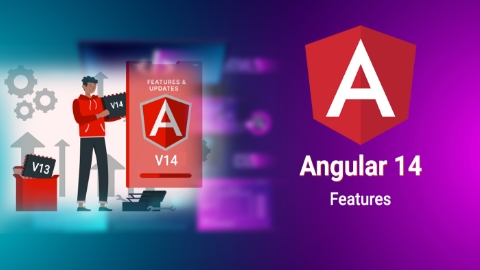 FEATURES &
UPDATES
V14
A
V14
V13
A
Angular 14
Features